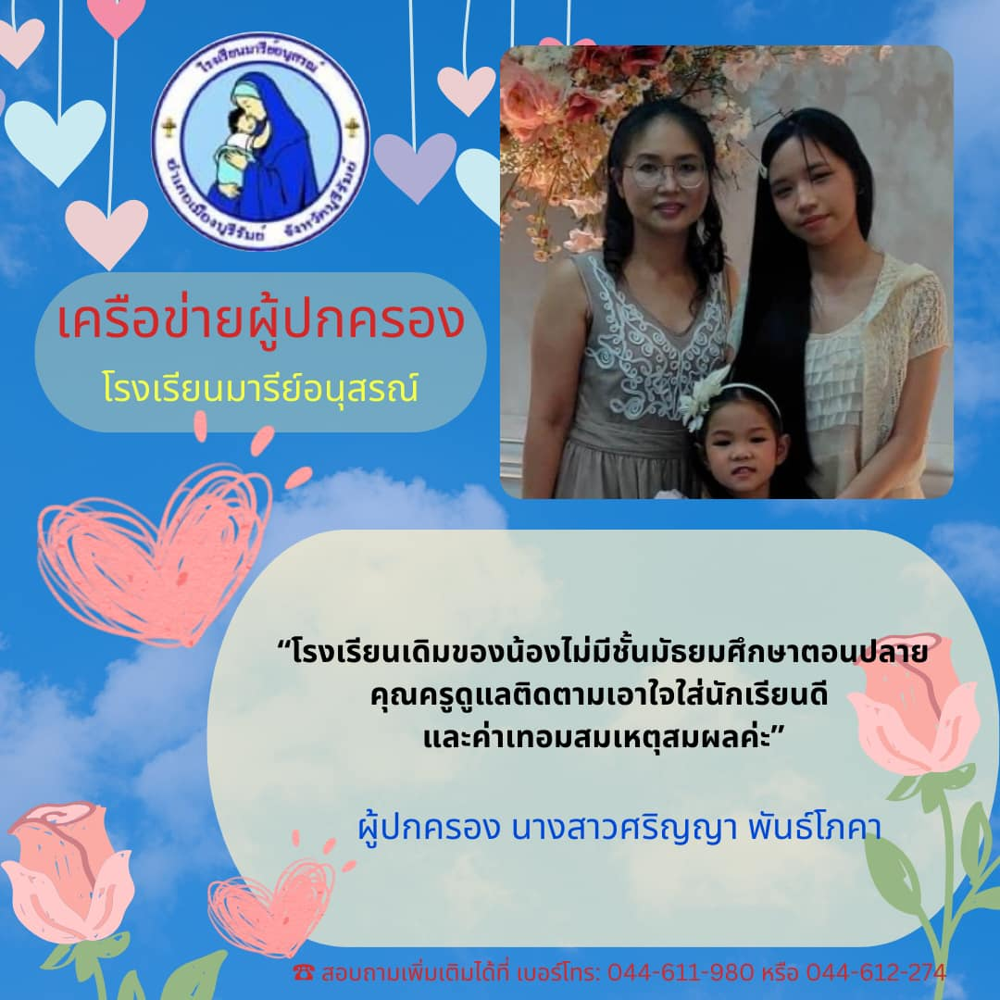 โรงเรียนมารีย์อนุสรณ์
อำเภอเมืองบุรีรัมย์ จังหวัดบุรีรัมย์
เครือข่ายผู้ปกครอง
โรงเรียนมารีย์อนุสรณ์
“โรงเรียนเดิมของน้องไม่มีชั้นมัธยมศึกษาตอนปลาย
คุณครูดูแลติดตามเอาใจใส่นักเรียนดี
และค่าเทอมสมเหตุสมผลค่ะ”
ผู้ปกครอง นางสาวศริญญา พันธ์โภคา
☎ สอบถามเพิ่มเติมได้ที่ เบอร์โทร: 044-611-980 หรือ 044-612-274